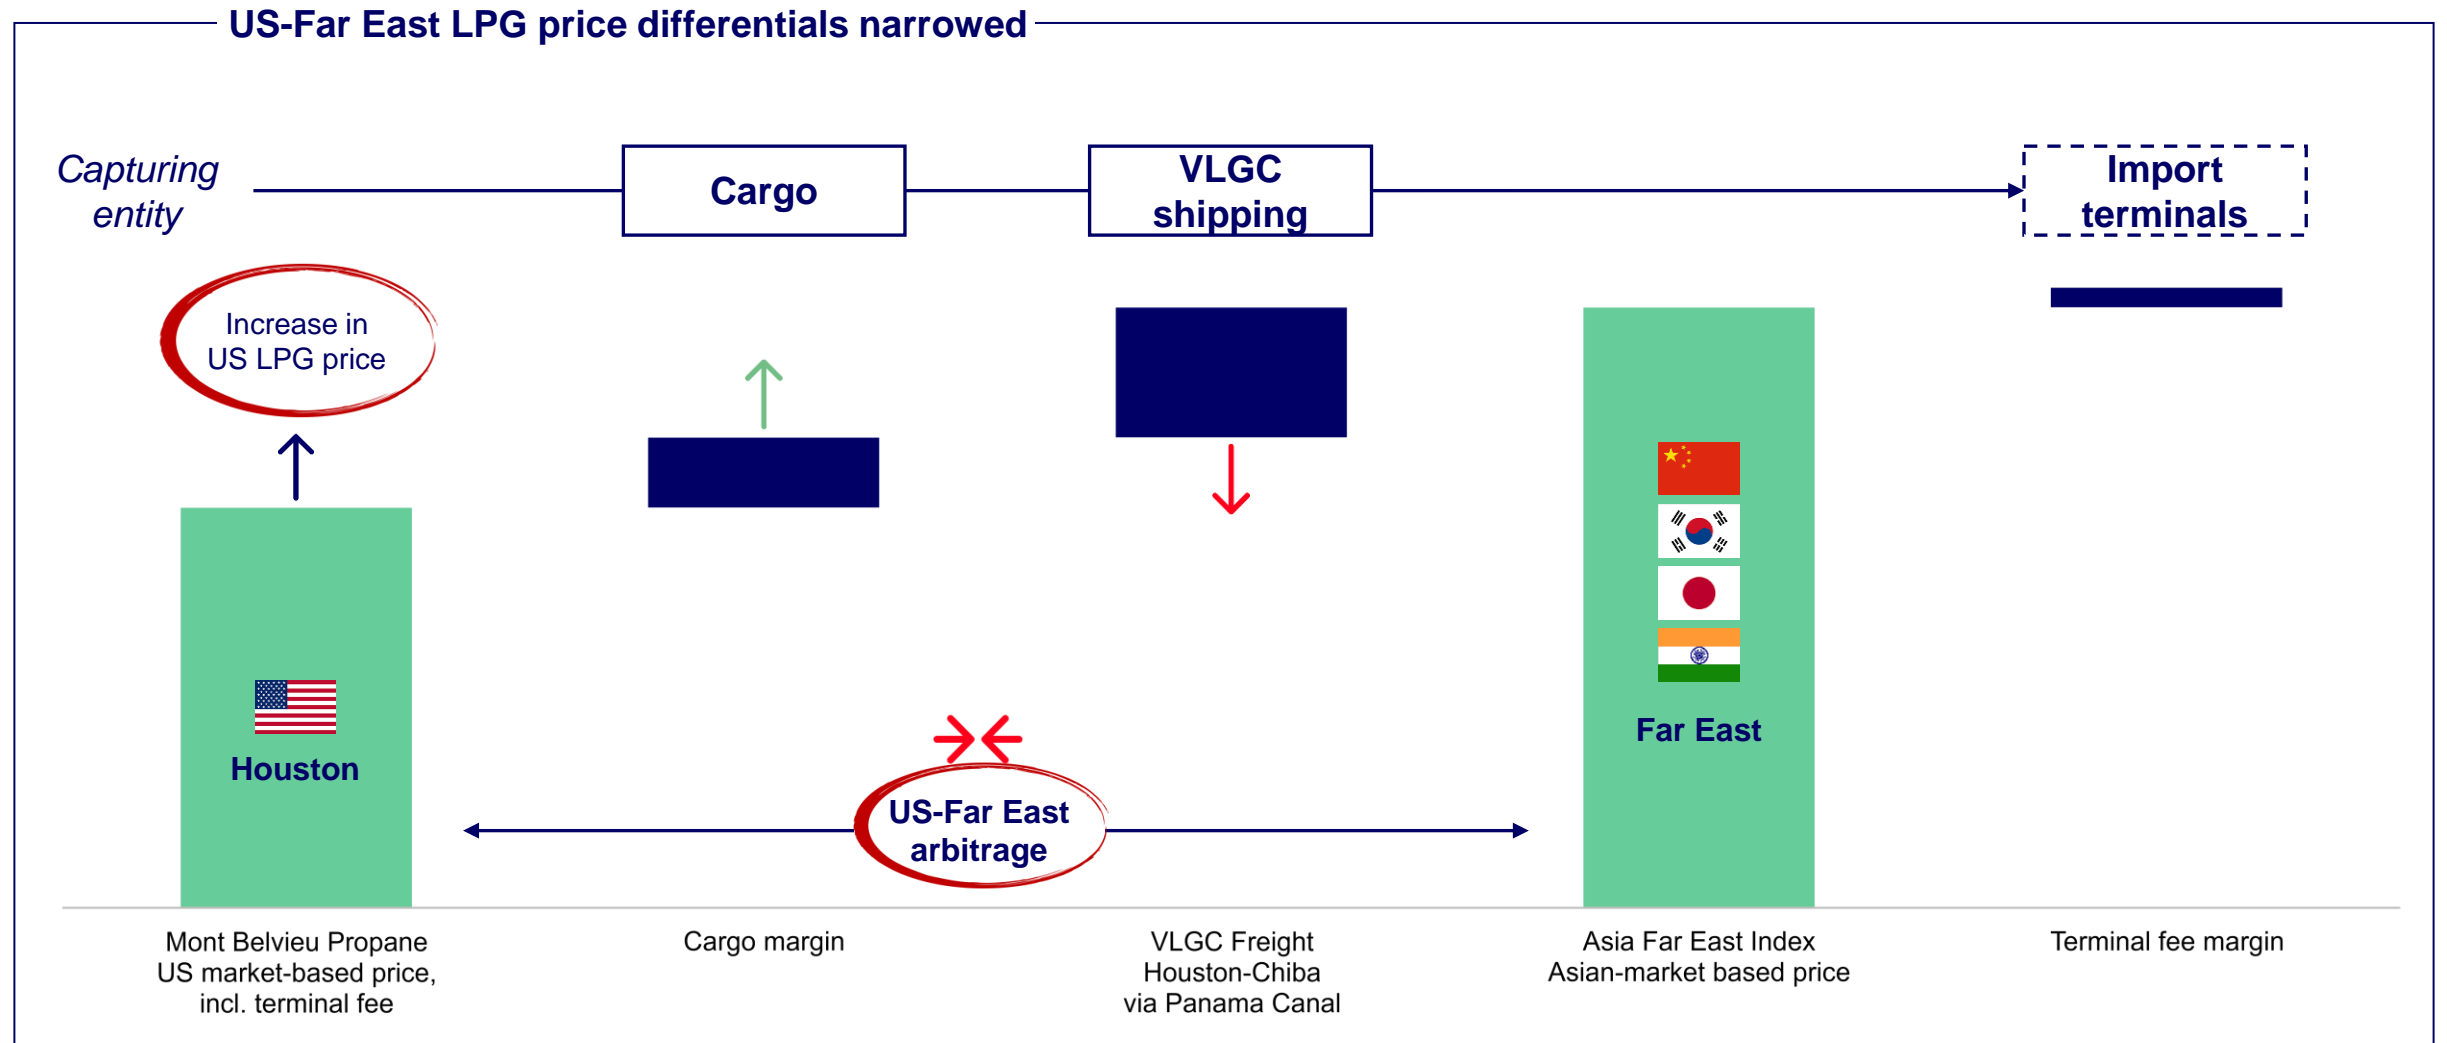 US-Far East LPG price differentials narrowed
Capturing
entity
Cargo
VLGC
shipping
Import
terminals
Increase in
US LPG price
Houston
US-Far East
arbitrage
Far East
Mont Belvieu Propane
US market-based price,
incl. terminal fee
Cargo margin
VLGC Freight
Houston-Chiba
via Panama Canal
Asia Far East Index
Asian-market based price
Terminal fee margin